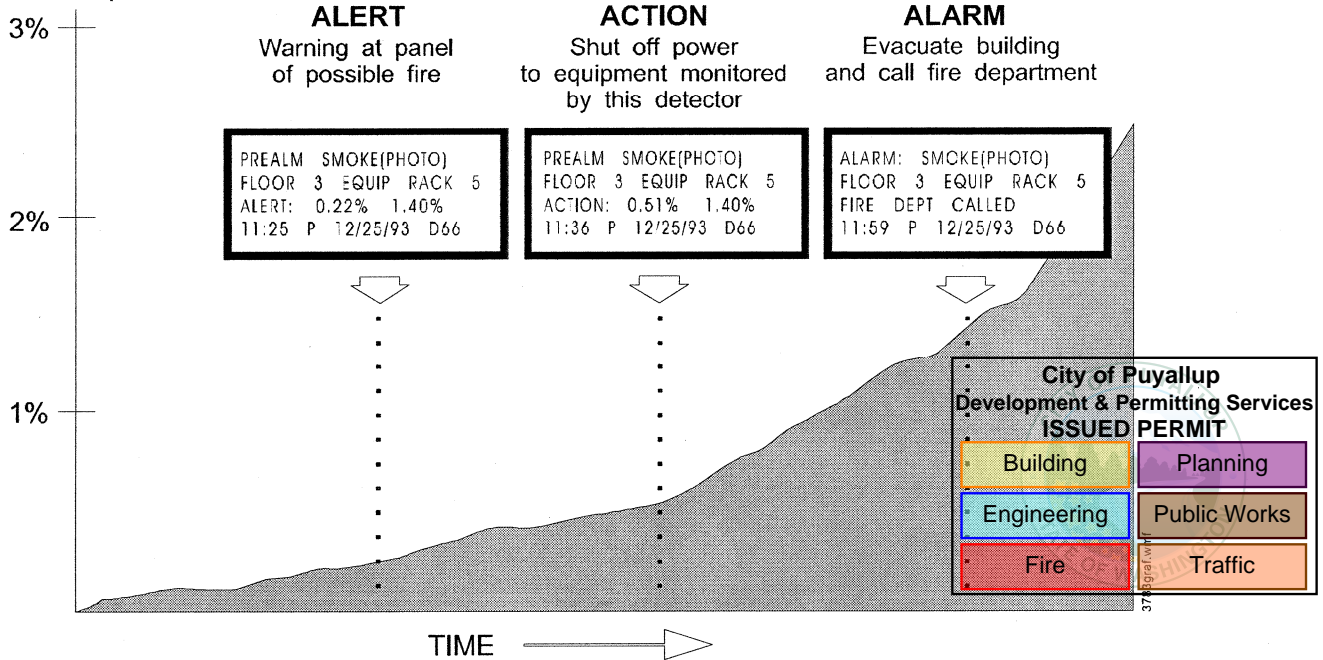 3%
2%
1%
ALERT
Warning at panel
of possible fire
ACTION
Shut off power
to equipment monitored
by this detector
ALARM
Evacuate building
and call fire department
PREALM SMOKE(PHOTO)
FLOOR 3 EQUIP RACK 5
ALERT: 0.22% 1.40%
11:25 P 12/25/93 D66
PREALM SMOKE(PHOTO)
FLOOR 3 EQUIP RACK 5
ACTION: 0.51% 1.40%
11:36 P 12/25/93 D66
ALARM: SMOKE(PHOTO)
FLOOR 3 EQUIP RACK 5
FIRE DEPT CALLED
11:59 P 12/25/93 D66
City of Puyallup
Development & Permitting Services
ISSUED PERMIT
Building
Planning
Engineering
Public Works
Fire
Traffic
OF WASHINGTON
3783graf.wmf
TIME